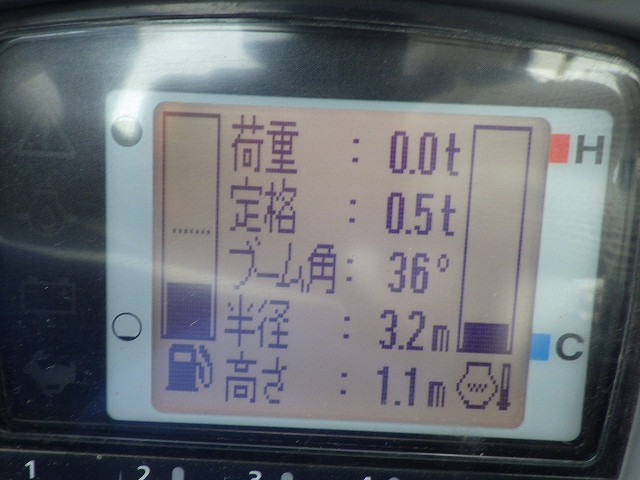 荷重 : 0.0t
H
定格 : 0.5t
ブーム角: 36°
半径 : 3.2m
C
高さ : 1.1m
1 2 3